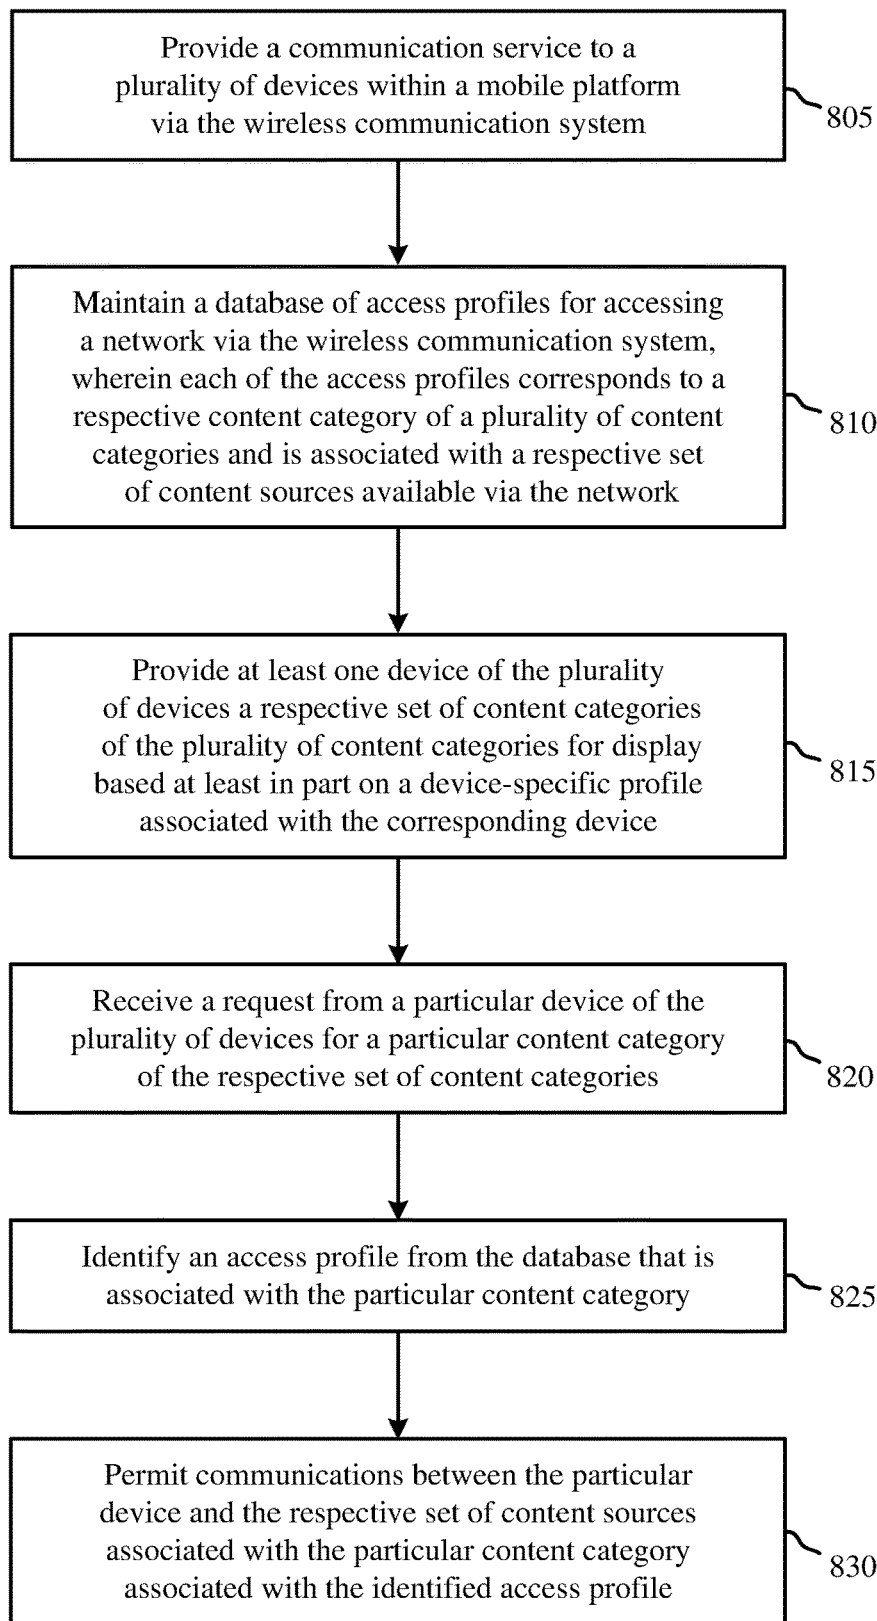 Provide a communication service to a
plurality of devices within a mobile platform
via the wireless communication system
805
Maintain a database of access profiles for accessing
a network via the wireless communication system,
wherein each of the access profiles corresponds to a
respective content category of a plurality of content
categories and is associated with a respective set
of content sources available via the network
810
Provide at least one device of the plurality
of devices a respective set of content categories
of the plurality of content categories for display
based at least in part on a device-specific profile
associated with the corresponding device
815
Receive a request from a particular device of the
plurality of devices for a particular content category
of the respective set of content categories
820
Identify an access profile from the database that is
associated with the particular content category
825
Permit communications between the particular
device and the respective set of content sources
associated with the particular content category
associated with the identified access profile
830